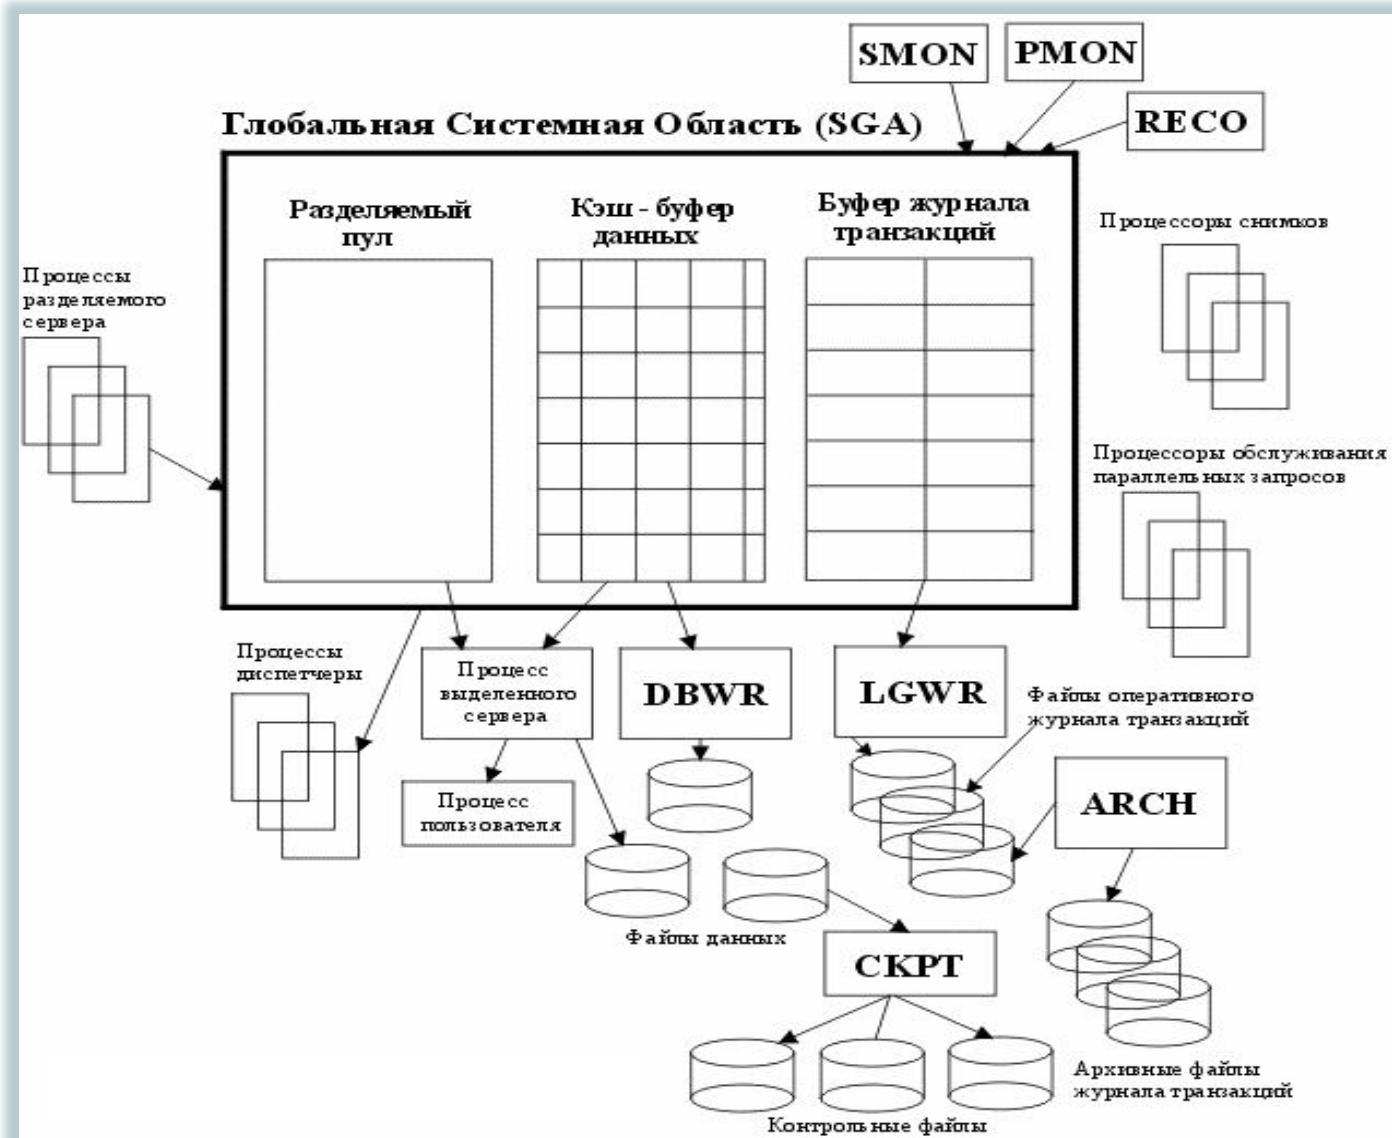 SMON
PMON
RECO
Глобальная Системная Область (SGA)
Разделяемый
пул
Кэш - буфер
данных
Буфер журнала
транзакций
Процессы
разделяемого
сервера
Процессоры снимков
Процессоры обслуживания
параллельных запросов
Процессы
диспетчеры
Процесс
выделенного
сервера
DBWR
LGWR
Файлы оперативного
журнала транзакций
Процесс
пользователя
ARCH
Файлы данных
CKPT
Архивные файлы
журнала транзакций
Контрольные файлы